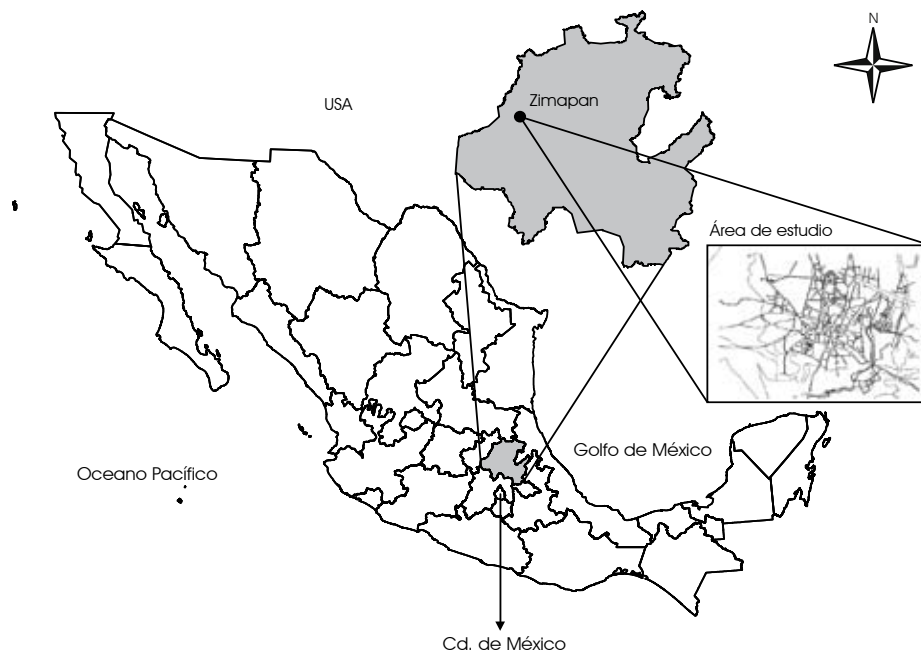 N
Zimapan
USA
Área de estudio
Golfo de México
Oceano Pacífico
Cd. de México